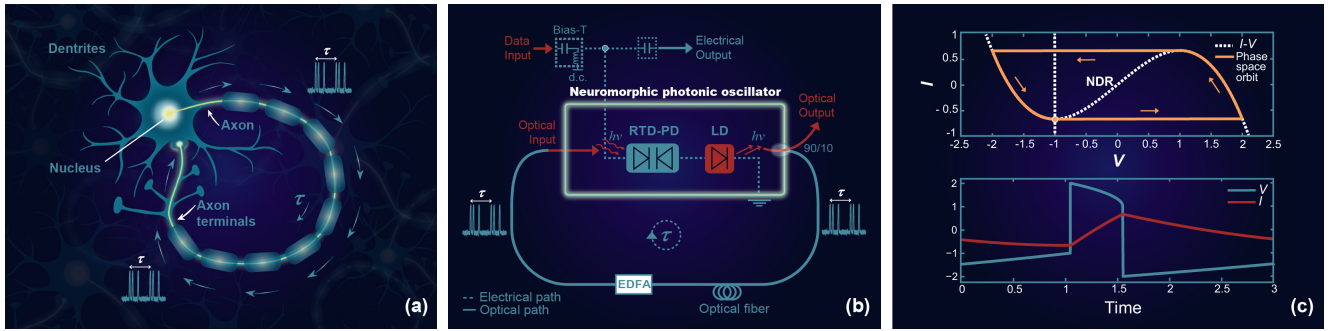 Dentrites
τ
Axon
Nucleus
Axon
terminals
τ
τ
(a)
Bias-T
Data
Input
Electrical
Output
d.c.
Neuromorphic photonic oscillator
Optical
Output
Optical
Input
hν
RTD-PD
LD
hν
90/10
τ
τ
τ
EDFA
Electrical path
Optical path
Optical fiber
(b)
1
0.5
0
-0.5
-1
I
I-V
Phase
space
orbit
NDR
-2.5
-2
-1.5
-1
-0.5
0
0.5
1
1.5
2
2.5
V
2
1
0
-1
-2
V
I
0
0.5
1
1.5
2
2.5
3
Time
(c)